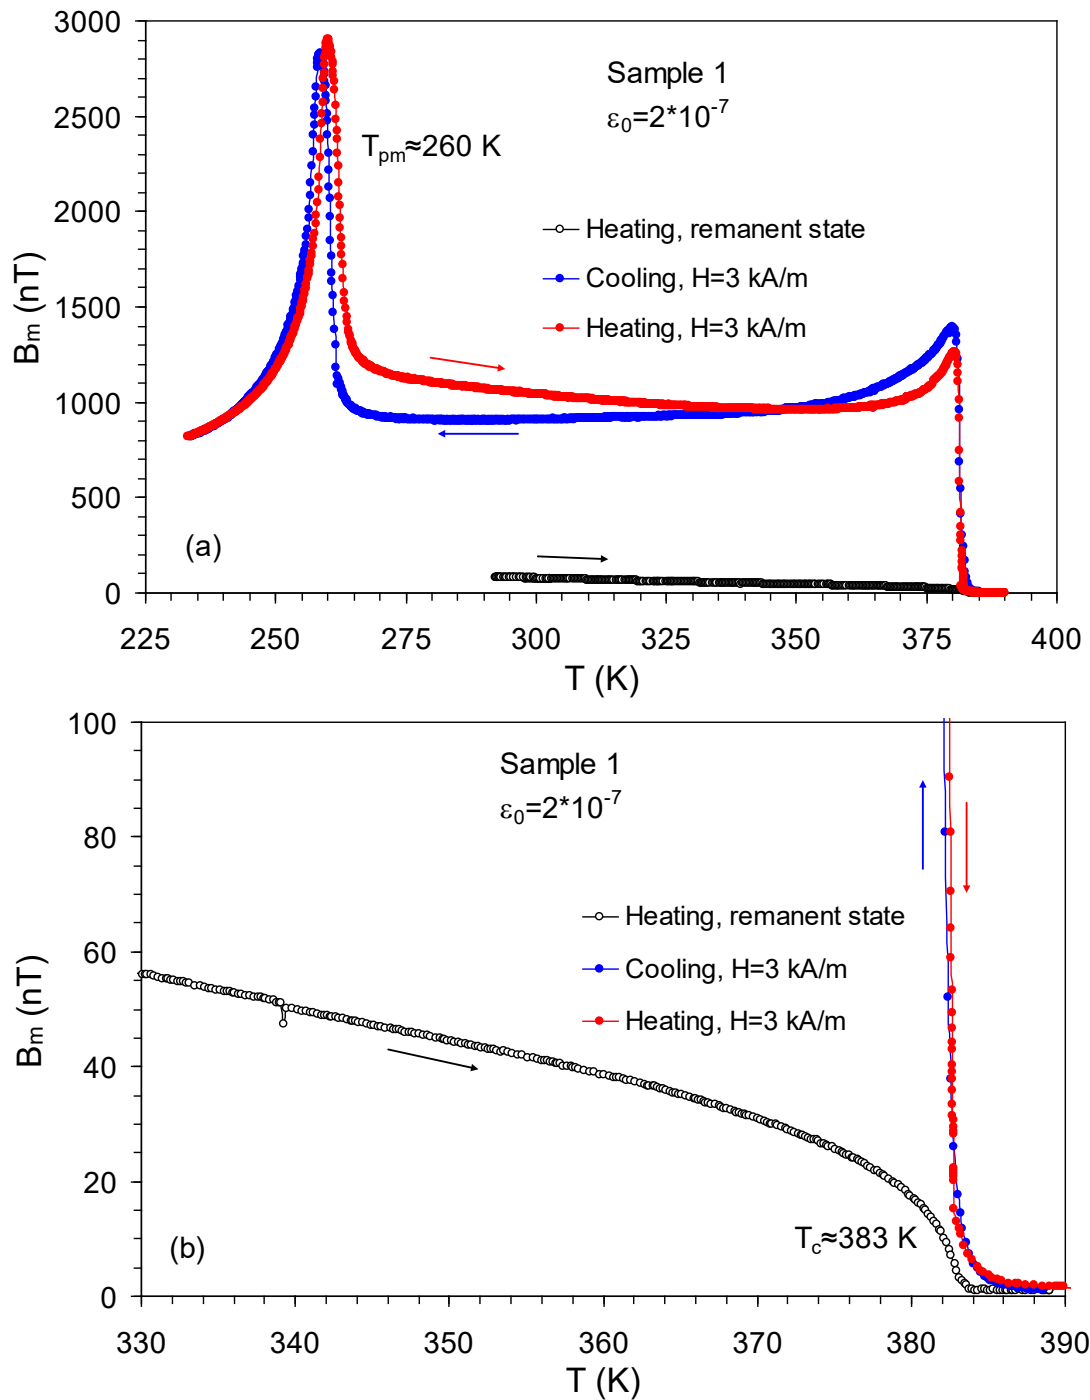 3000
2500
2000
1500
1000
500
0
Bm (nT)
Sample 1
ε0=2*10-7
Tpm≈260 K
Heating, remanent state
Cooling, H=3 kA/m
Heating, H=3 kA/m
(a)
225 250 275 300 325 350 375 400
T (K)
100
80
60
40
20
0
Bm (nT)
Sample 1
ε0=2*10-7
Heating, remanent state
Cooling, H=3 kA/m
Heating, H=3 kA/m
Tc≈383 K
(b)
330 340 350 360 370 380 390
T (K)